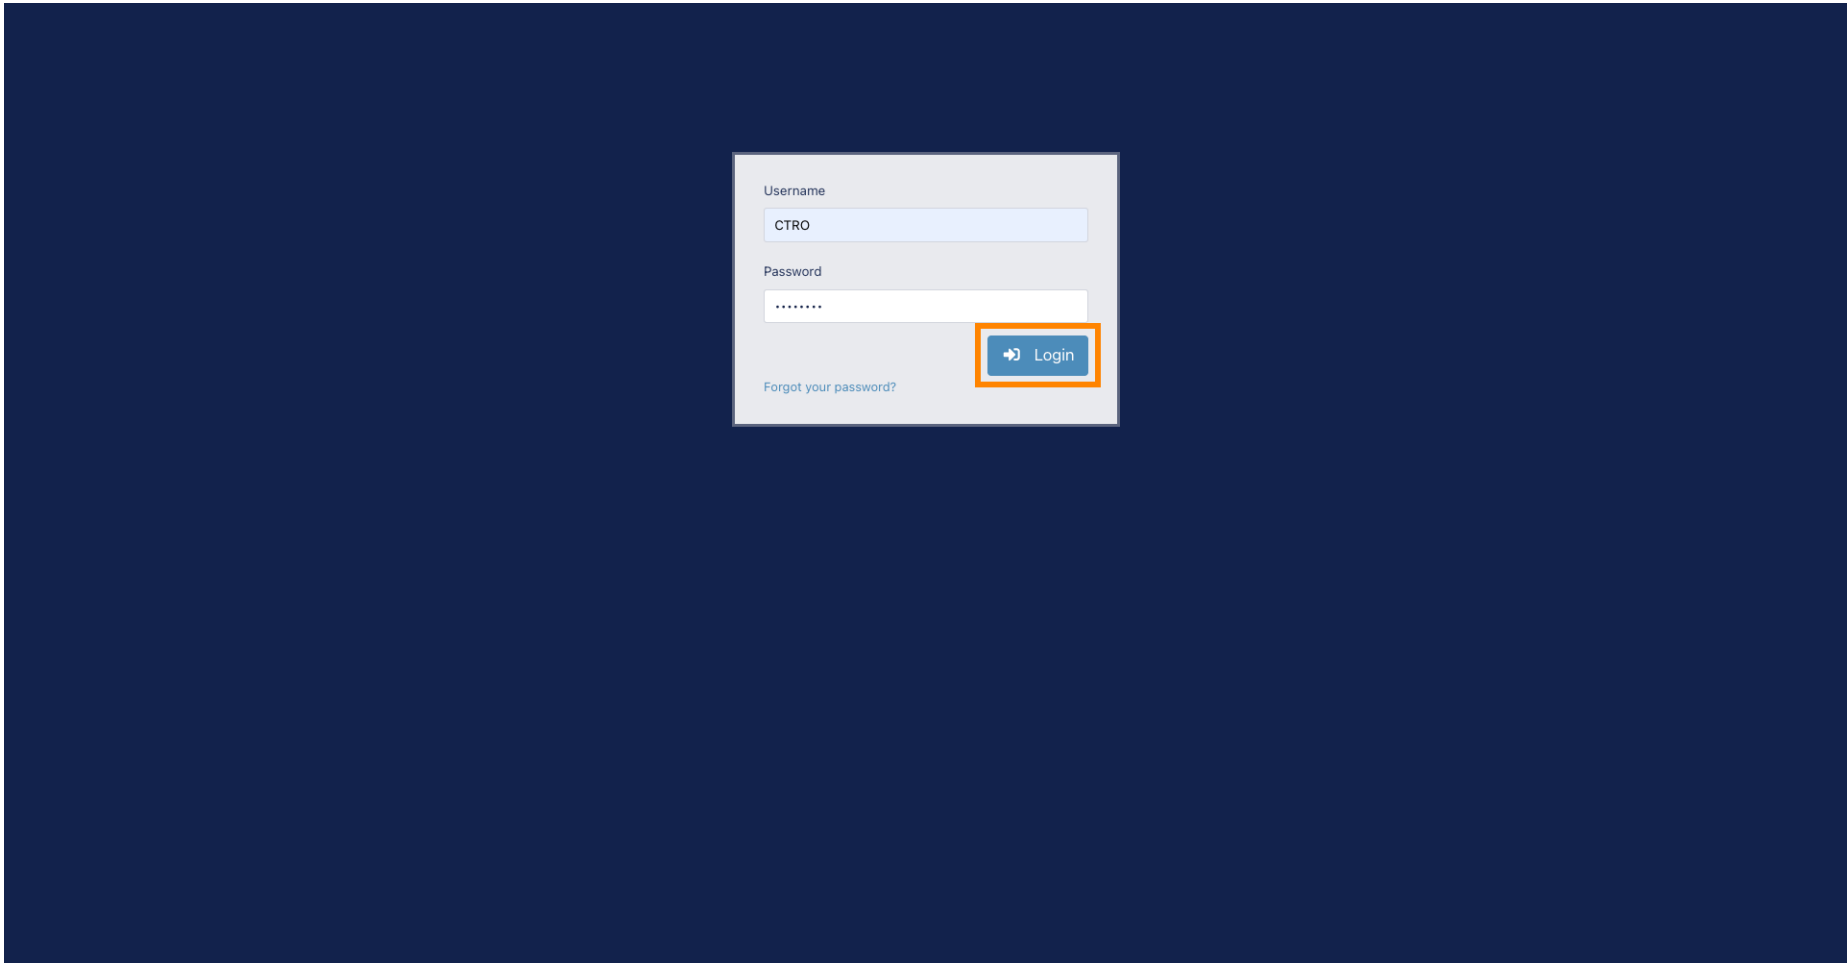 Username
CTRO
Password
••••••••
Login
Forgot your password?